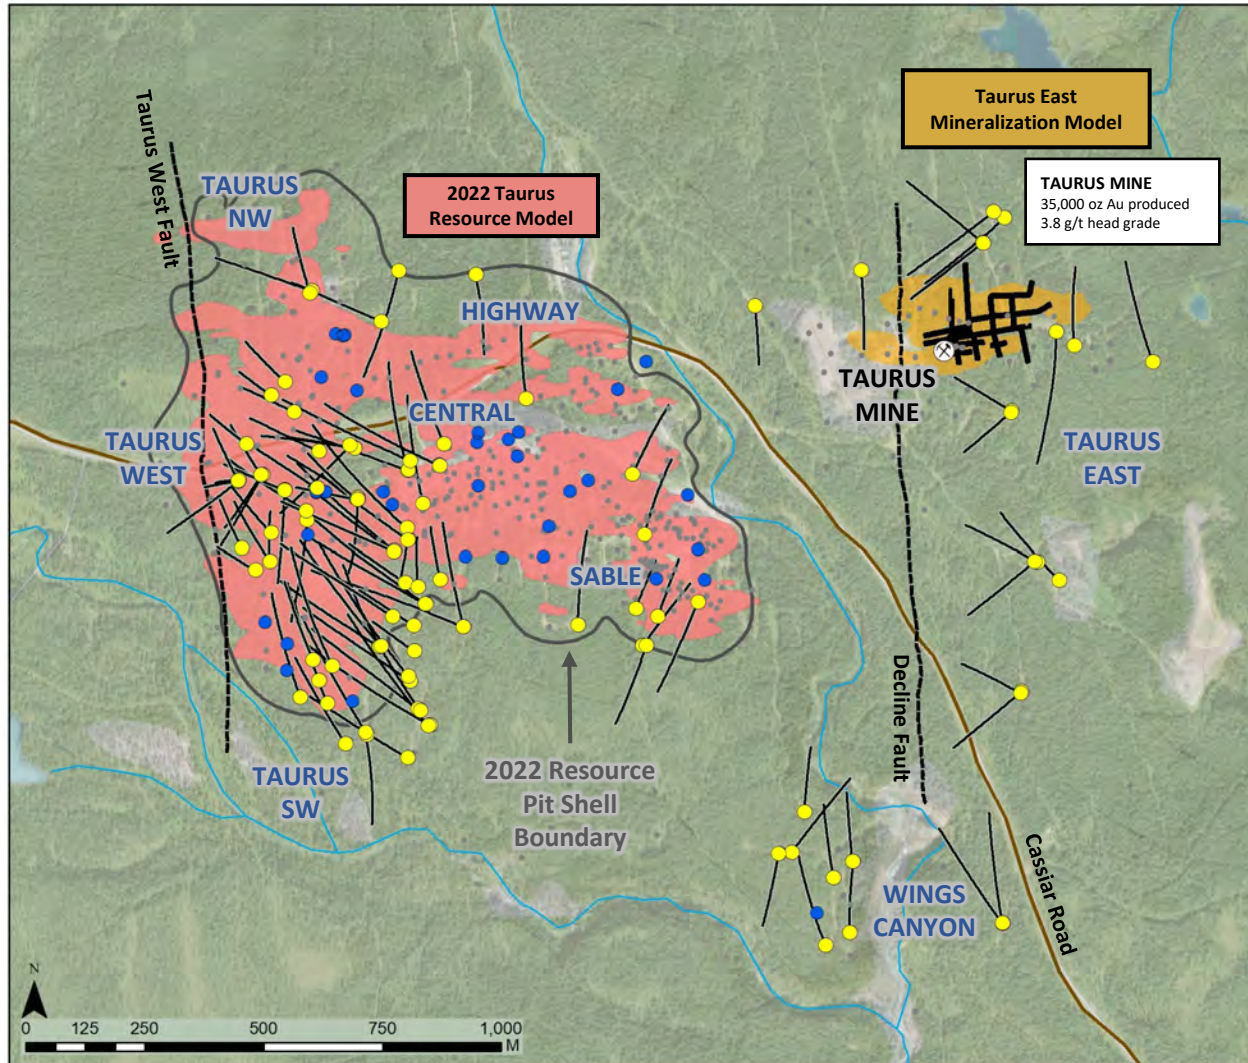 Taurus East
Mineralization Model
TAURUS MINE
35,000 oz Au produced
3.8 g/t head grade
Taurus West Fault
TAURUS
NW
2022 Taurus
Resource Model
HIGHWAY
TAURUS
MINE
CENTRAL
TAURUS
WEST
TAURUS
EAST
SABLE
Decline Fault
TAURUS
SW
2022 Resource
Pit Shell
Boundary
WINGS
CANYON
Cassiar Road
N
0 125 250 500 750 1,000
M